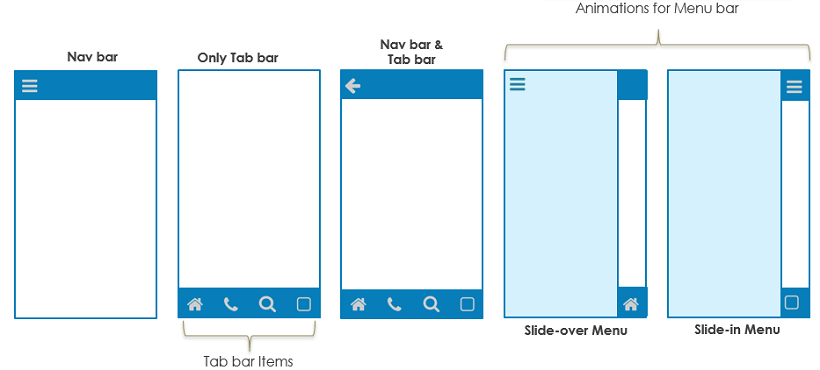 Animations for Menu bar
Nav bar
Only Tab bar
Nav bar &
Tab bar
Slide-over Menu
Slide-in Menu
Tab bar Items